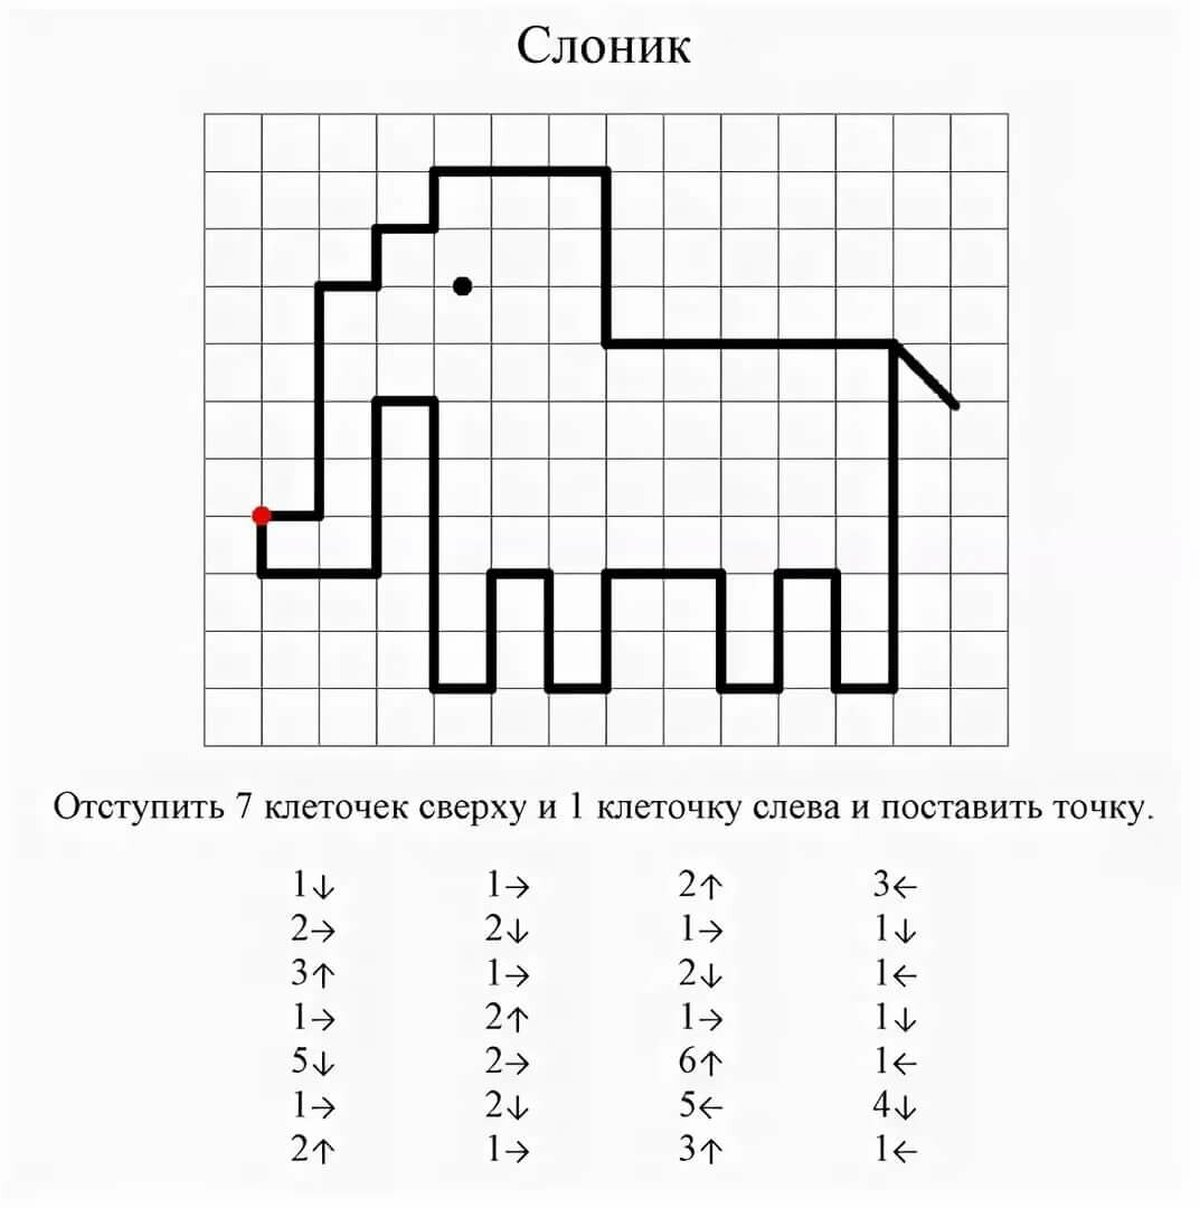 Слоник
Отступить 7 клеточек сверху и 1 клеточку слева и поставить точку.
1↓ 1→ 2↑ 3←
2→ 2↓ 1→ 1↓
3↑ 1→ 2↓ 1←
1→ 2↑ 1→ 1↓
5↓ 2→ 6↑ 1←
1→ 2↓ 5← 4↓
2↑ 1→ 3↑ 1←